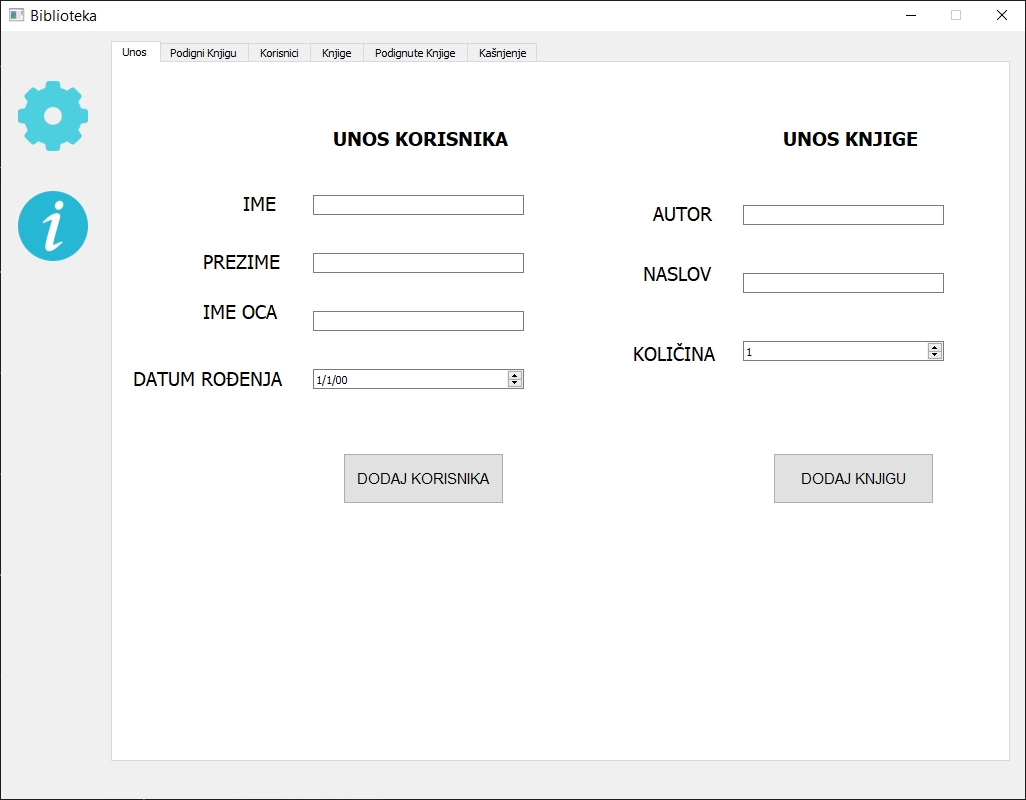 Biblioteka
Unos Podigni Knjigu Korisnici Knjige Podignute Knjige Kašnjenje
UNOS KORISNIKA
IME
PREZIME
IME OCA
DATUM ROĐENJA 1/1/00
DODAJ KORISNIKA
UNOS KNJIGE
AUTOR
NASLOV
KOLIČINA 1
DODAJ KNJIGU
i